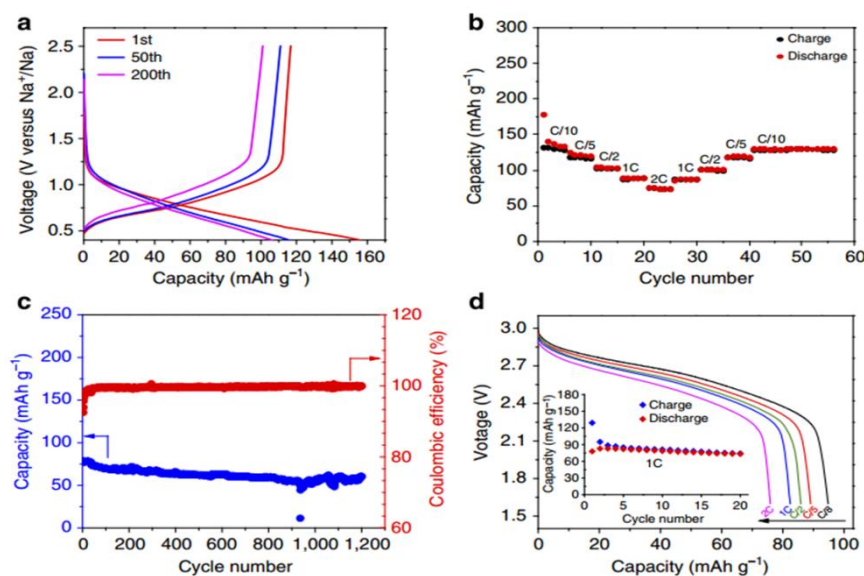 a
2.5
2.0
1.5
1.0
0.5
Voltage (V versus Na⁺/Na)
1st
50th
200th
0 20 40 60 80 100 120 140 160
Capacity (mAh g⁻¹)
b
300
250
200
150
100
50
0
Capacity (mAh g⁻¹)
Charge
Discharge
C/10
C/5
C/2
1C
2C
1C
C/2
C/5
C/10
0 10 20 30 40 50 60
Cycle number
c
250
200
150
100
50
0
Capacity (mAh g⁻¹)
120
100
80
60
Coulombic efficiency (%)
0 200 400 600 800 1,000 1,200
Cycle number
d
3.0
2.7
2.4
2.1
1.8
1.5
Votage (V)
180
150
120
90
60
30
0
Capacity (mAh g⁻¹)
Charge
Discharge
1C
0 5 10 15 20
Cycle number
2C
1C
C/2
C/5
C/8
0 20 40 60 80 100
Capacity (mAh g⁻¹)